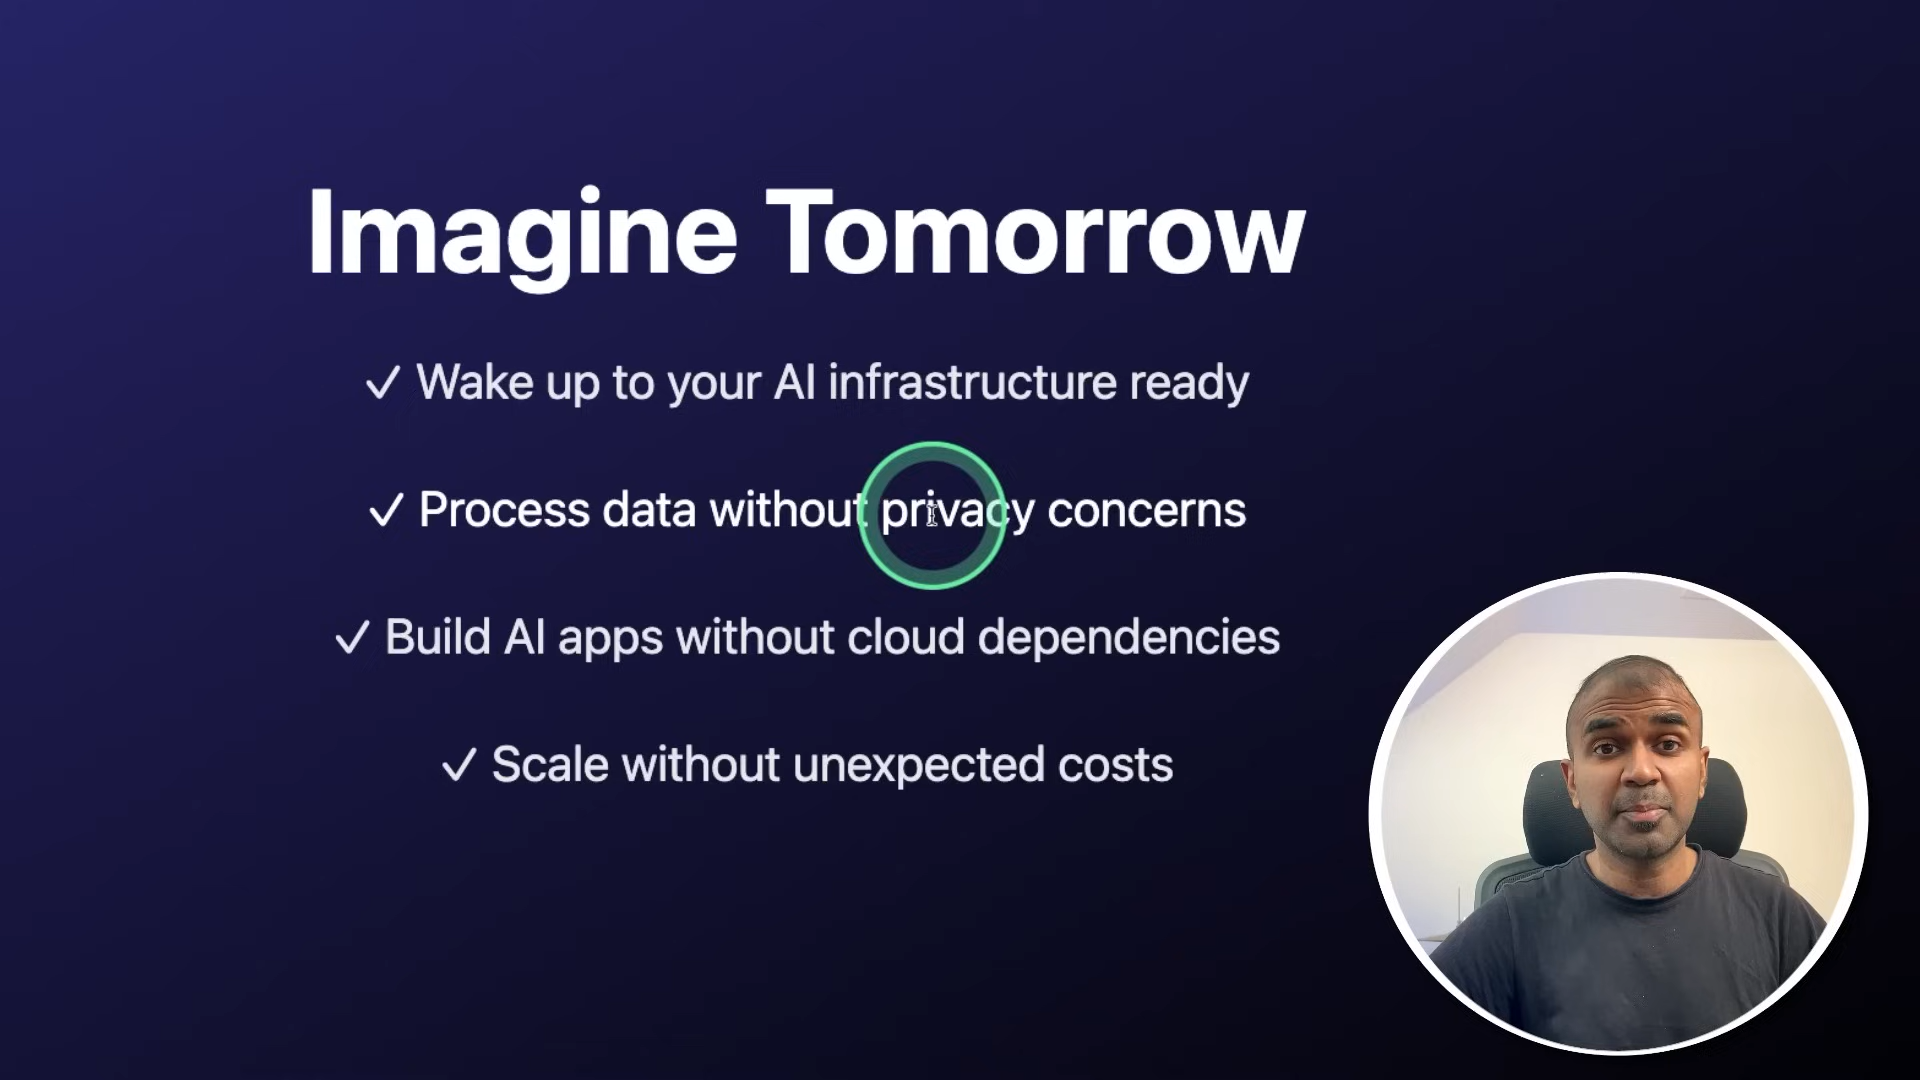 Imagine Tomorrow
✓ Wake up to your AI infrastructure ready
✓ Process data without privacy concerns
✓ Build AI apps without cloud dependencies
✓ Scale without unexpected costs